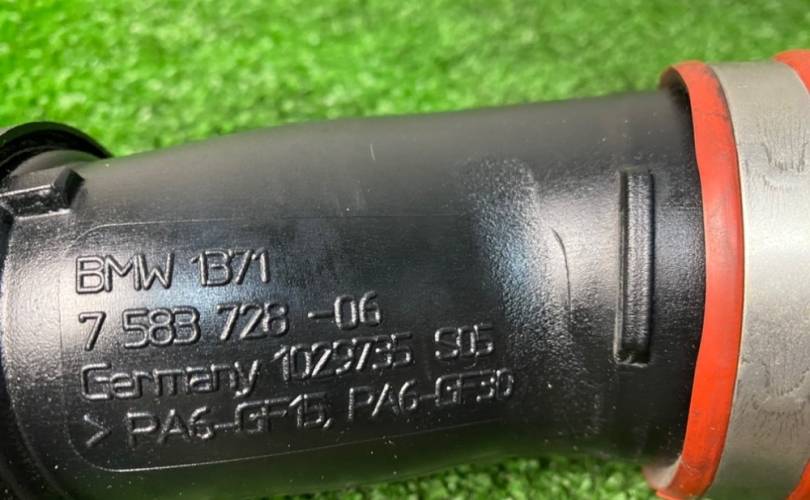 BMW 1371
7 583 728 -06
Germany 1029735 S05
> PA6-GF15, PA6-GF30